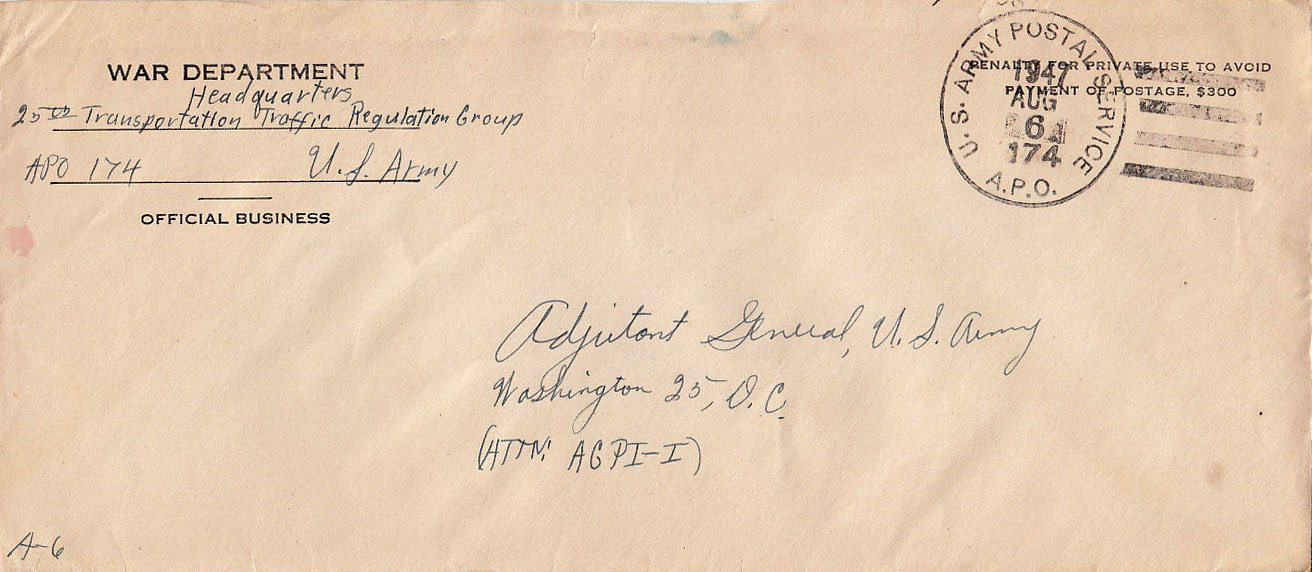 WAR DEPARTMENT
Headquarters
25th Transportation Traffic Regulation Group
APO 174 U.S. Army
OFFICIAL BUSINESS
U.S. ARMY POSTAL SERVICE
1947
AUG
6
174
A.P.O.
PENALTY FOR PRIVATE USE TO AVOID
PAYMENT OF POSTAGE, $300
Adjutant General, U.S. Army
Washington 25, D.C.
(ATTN: AGPI-I)
A-6